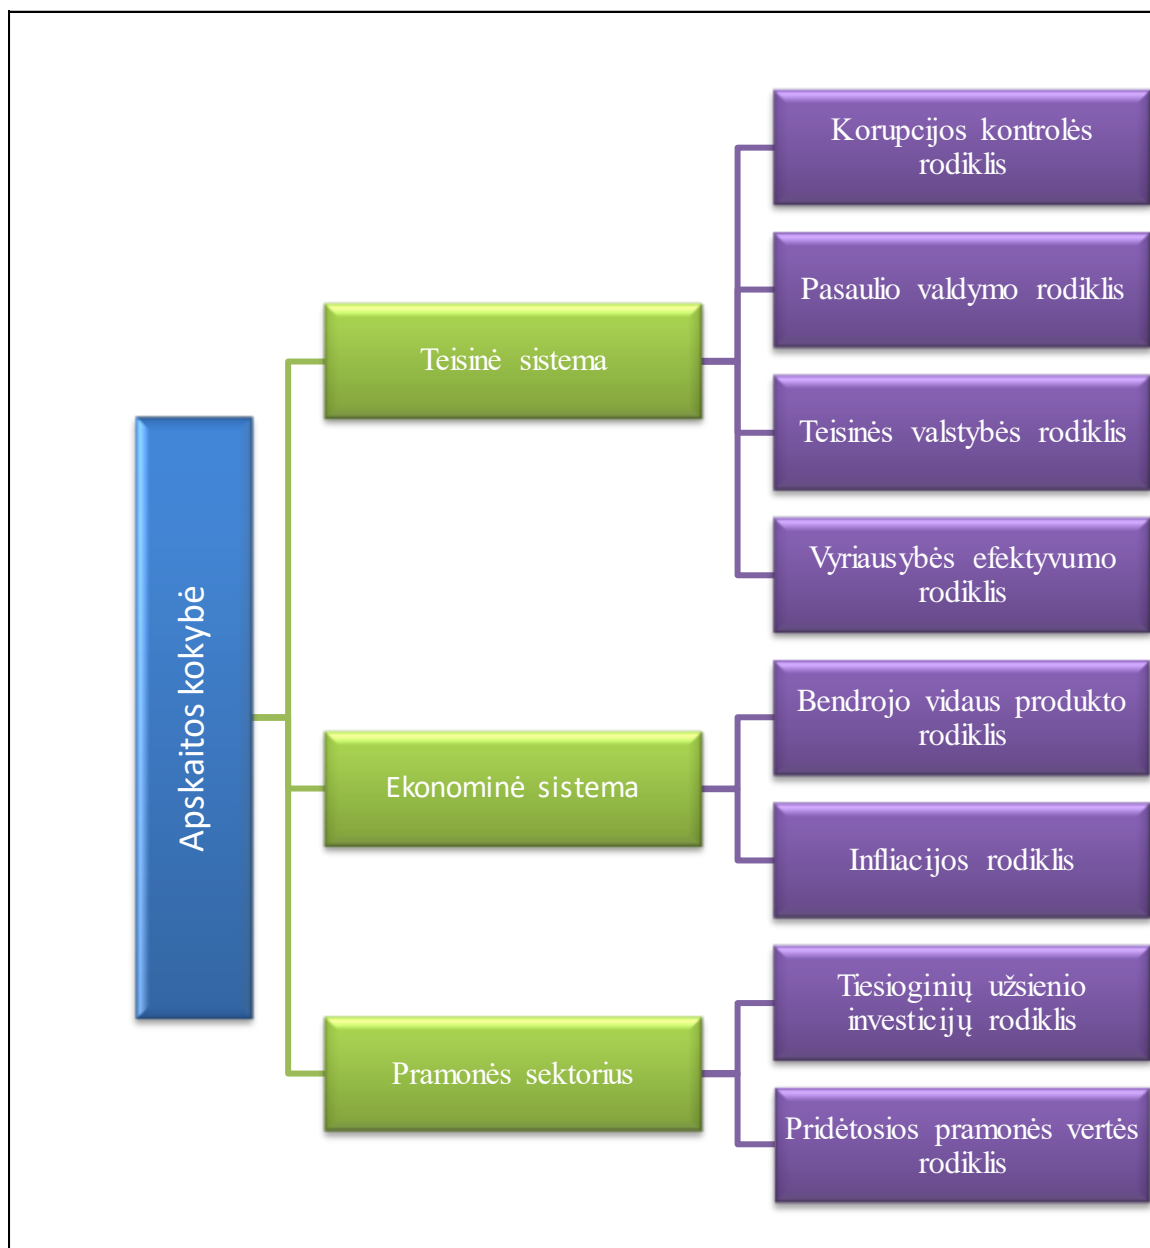 Apskaitos kokybė
Teisinė sistema
Korupcijos kontrolės
rodiklis
Pasaulio valdymo rodiklis
Teisinės valstybės rodiklis
Vyriausybės efektyvumo
rodiklis
Ekonominė sistema
Bendrojo vidaus produkto
rodiklis
Infliacijos rodiklis
Pramonės sektorius
Tiesioginių užsienio
investicijų rodiklis
Pridėtosios pramonės vertės
rodiklis